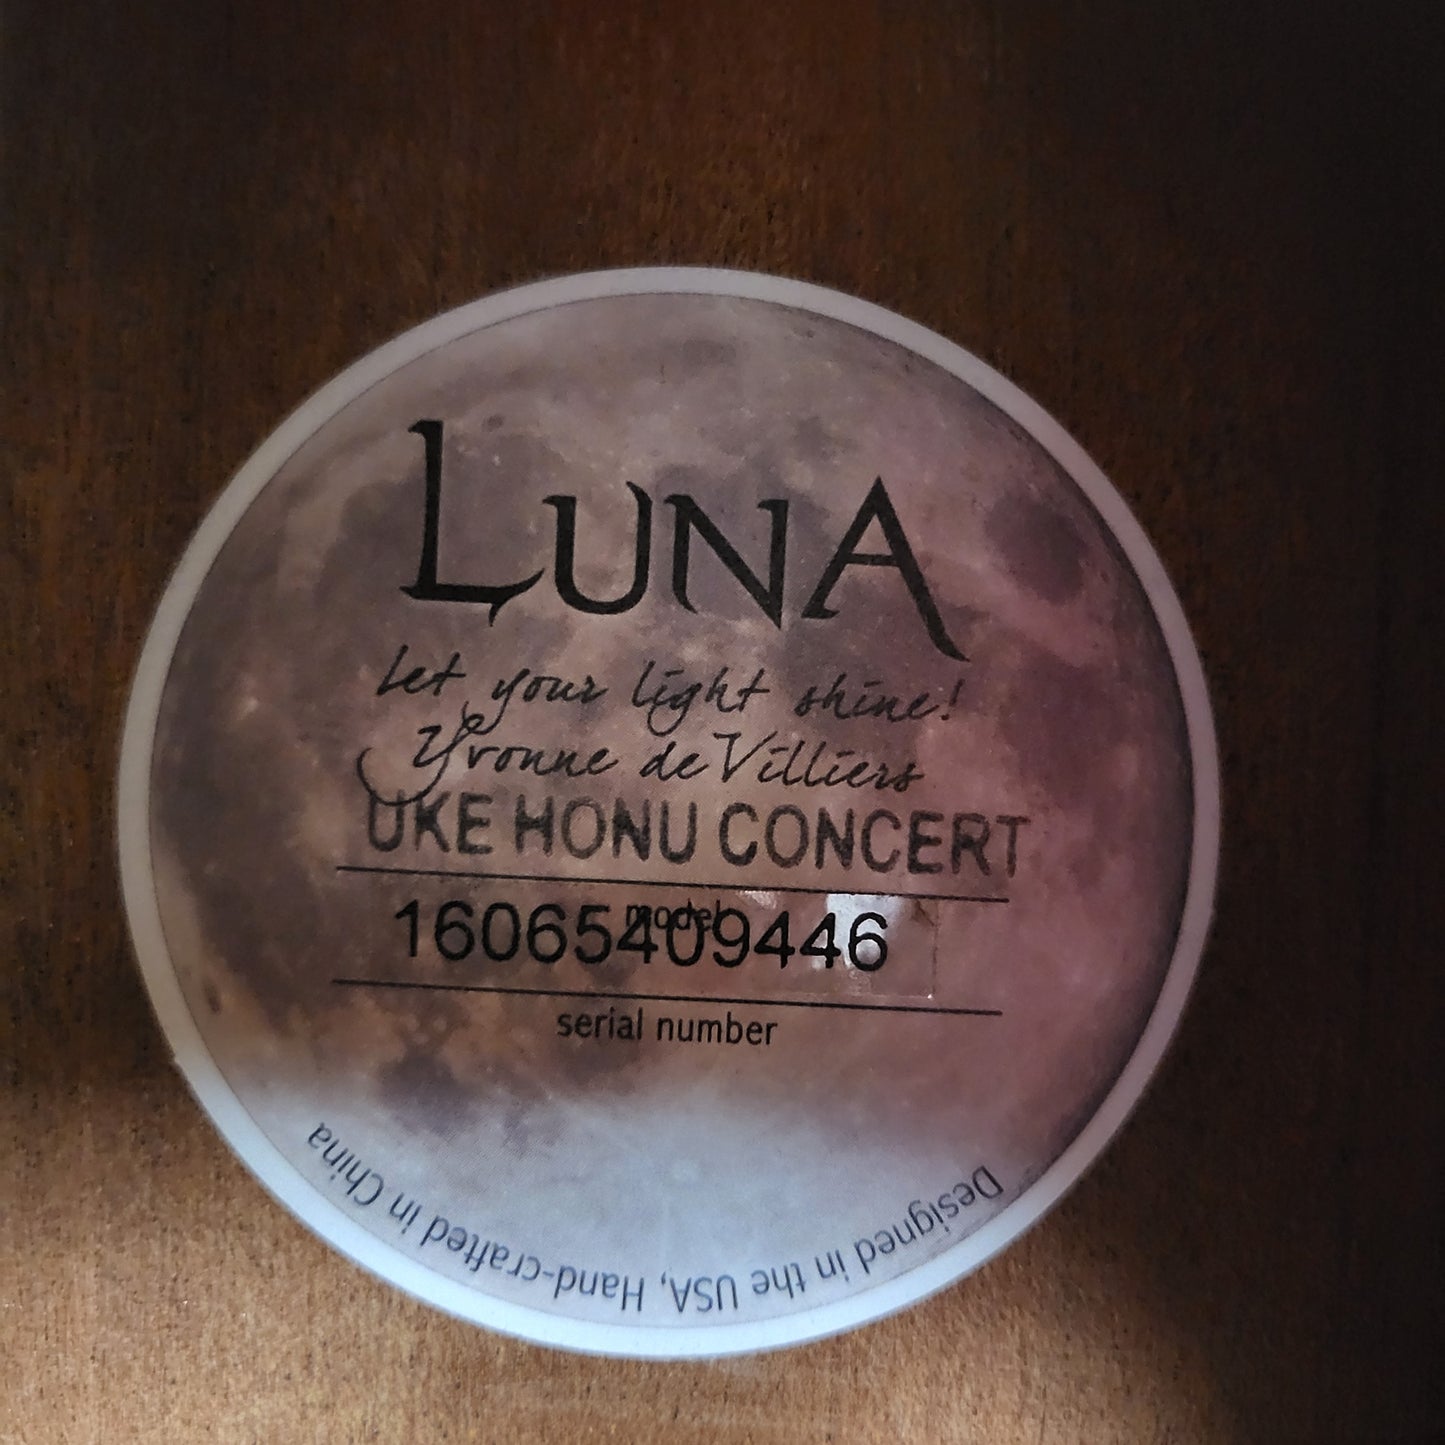 LUNA
Let your light shine!
Yvonne de Villiers
UKE HONU CONCERT
model
16065409446
serial number
Designed in the USA, Hand-crafted in China